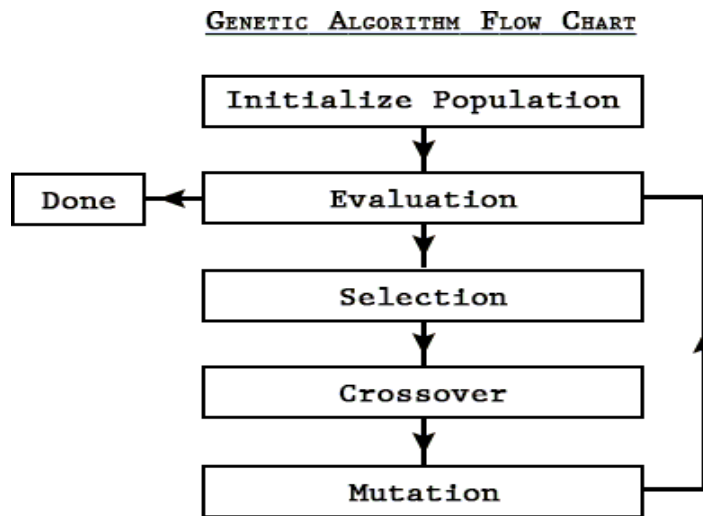 Genetic Algorithm Flow Chart
Initialize Population
Done
Evaluation
Selection
Crossover
Mutation